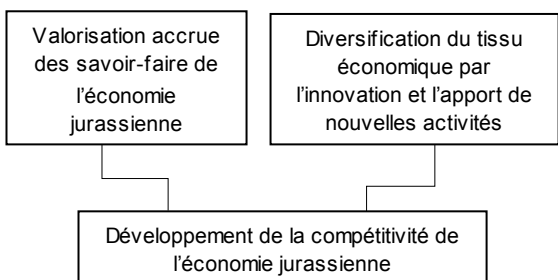 Valorisation accrue
des savoir-faire de
l'économie
jurassienne
Diversification du tissu
économique par
l'innovation et l'apport de
nouvelles activités
Développement de la compétitivité de
l'économie jurassienne